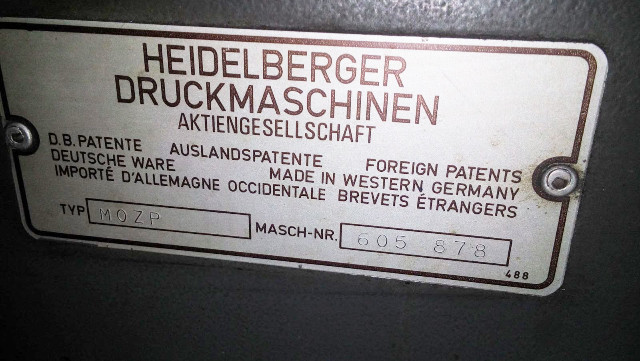 HEIDELBERGER
DRUCKMASCHINEN
AKTIENGESELLSCHAFT
D.B. PATENTE AUSLANDSPATENTE FOREIGN PATENTS
DEUTSCHE WARE MADE IN WESTERN GERMANY
IMPORTÉ D'ALLEMAGNE OCCIDENTALE BREVETS ÉTRANGERS
TYP MOZP MASCH-NR. 605 878
488